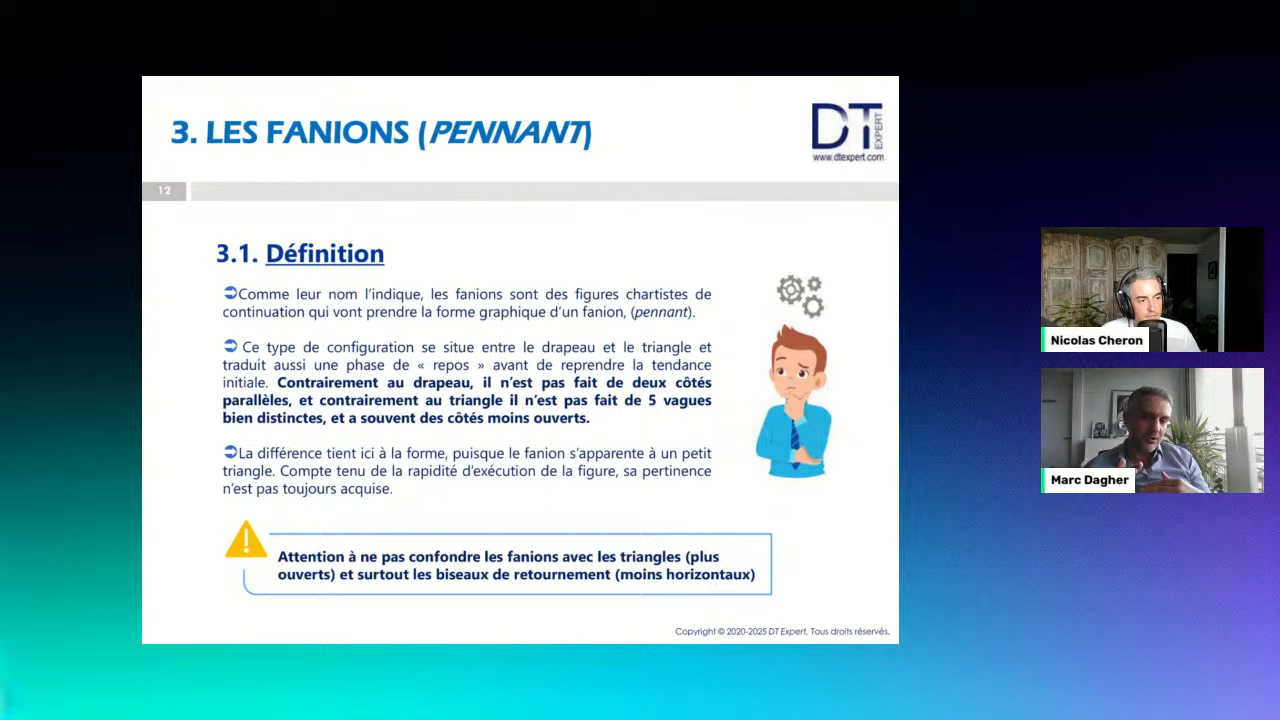 3. LES FANIONS (PENNANT)
DT
EXPERT
www.dtexpert.com
12
3.1. Définition
Comme leur nom l'indique, les fanions sont des figures chartistes de
continuation qui vont prendre la forme graphique d'un fanion, (pennant).
Ce type de configuration se situe entre le drapeau et le triangle et
traduit aussi une phase de « repos » avant de reprendre la tendance
initiale. Contrairement au drapeau, il n'est pas fait de deux côtés
parallèles, et contrairement au triangle il n'est pas fait de 5 vagues
bien distinctes, et a souvent des côtés moins ouverts.
La différence tient ici à la forme, puisque le fanion s'apparente à un petit
triangle. Compte tenu de la rapidité d'exécution de la figure, sa pertinence
n'est pas toujours acquise.
Attention à ne pas confondre les fanions avec les triangles (plus
ouverts) et surtout les biseaux de retournement (moins horizontaux)
Copyright © 2020-2025 DT Expert. Tous droits réservés.
Nicolas Cheron
Marc Dagher